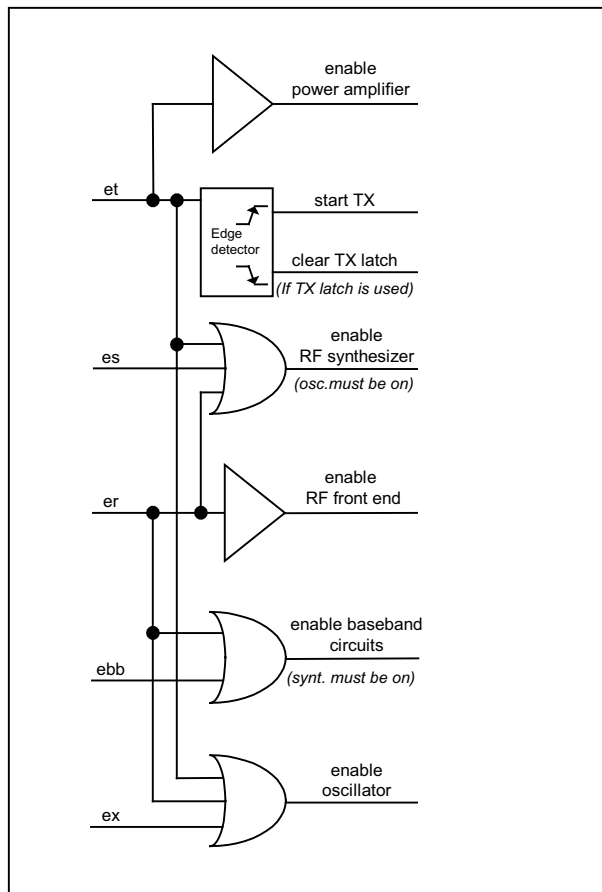 enable
power amplifier
et
start TX
Edge
detector
clear TX latch
(If TX latch is used)
enable
es
RF synthesizer
(osc.must be on)
enable
er
RF front end
enable baseband
circuits
ebb
(synt. must be on)
enable
oscillator
ex